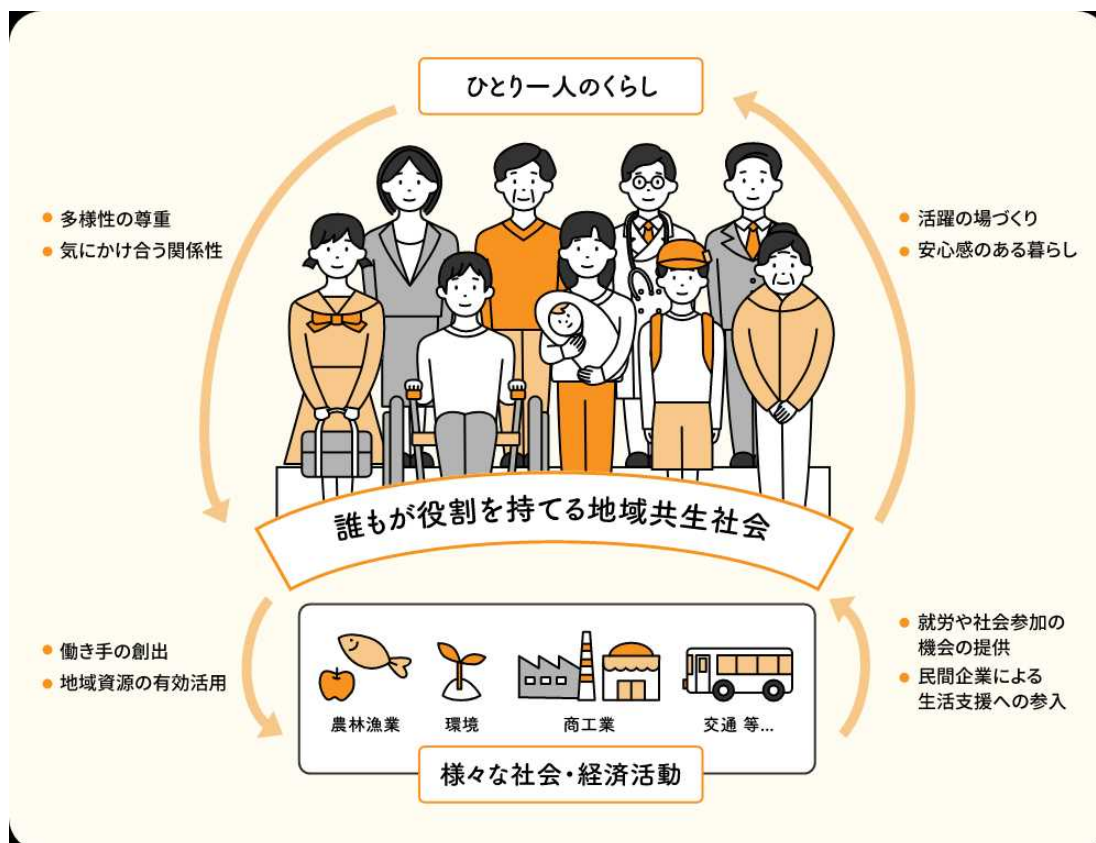 ひとり一人のくらし
● 多様性の尊重
● 気にかけ合う関係性
● 活躍の場づくり
● 安心感のある暮らし
誰もが役割を持てる地域共生社会
● 働き手の創出
● 地域資源の有効活用
● 就労や社会参加の
機会の提供
● 民間企業による
生活支援への参入
農林漁業
環境
商工業
交通 等...
様々な社会・経済活動